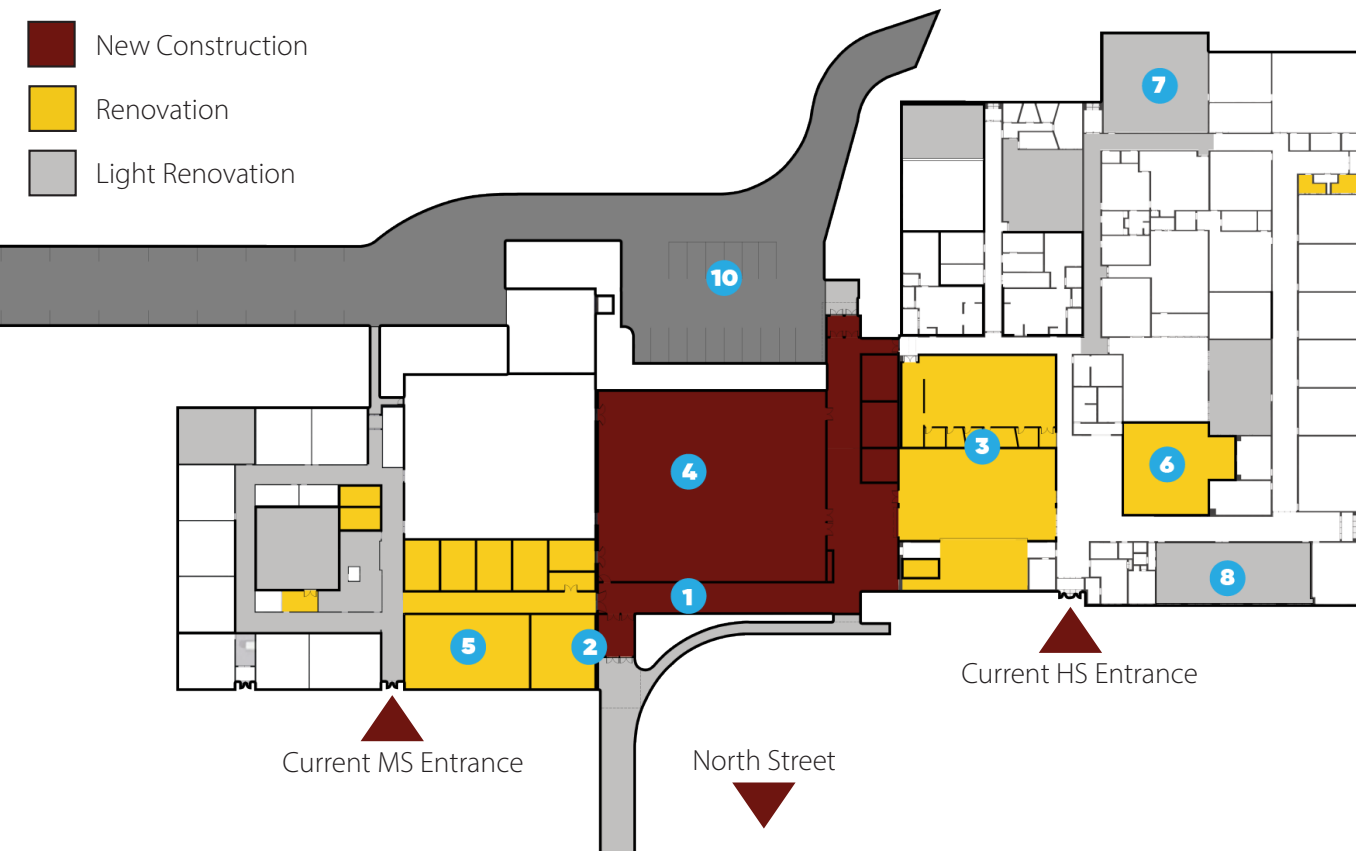 New Construction
Renovation
Light Renovation
7
10
3
4
6
8
1
5
2
Current HS Entrance
Current MS Entrance
North Street